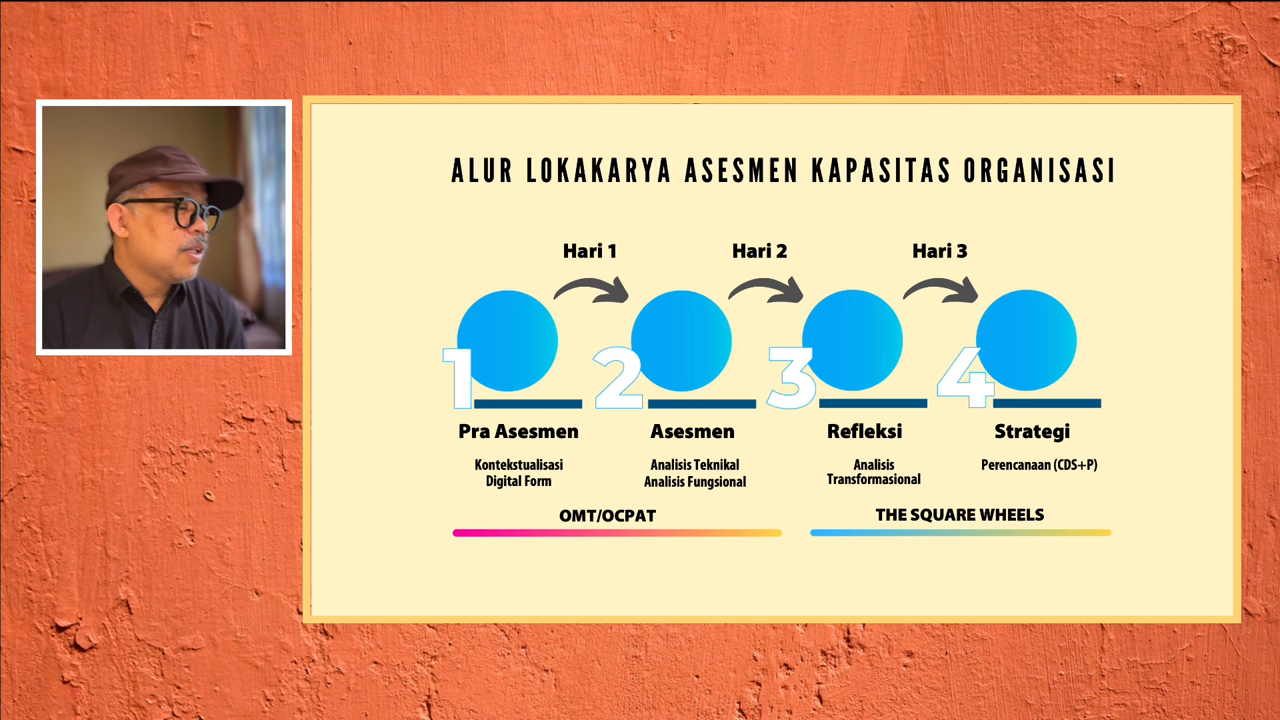 ALUR LOKAKARYA ASESMEN KAPASITAS ORGANISASI
Hari 1
Hari 2
Hari 3
1
2
3
4
Pra Asesmen
Asesmen
Refleksi
Strategi
Kontekstualisasi
Digital Form
Analisis Teknikal
Analisis Fungsional
Analisis
Transformasional
Perencanaan (CDS+P)
OMT/OCPAT
THE SQUARE WHEELS